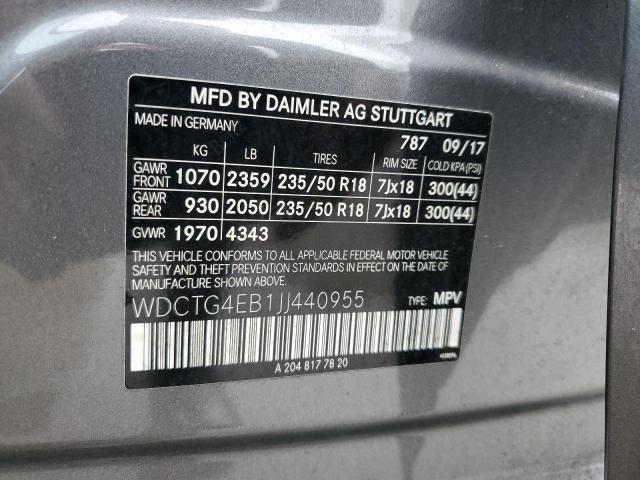 MFD BY DAIMLER AG STUTTGART
MADE IN GERMANY 787 09/17
KG LB TIRES RIM SIZE COLD KPA(PSI)
GAWR FRONT 1070 2359 235/50 R18 7Jx18 300(44)
GAWR REAR 930 2050 235/50 R18 7Jx18 300(44)
GVWR 1970 4343
THIS VEHICLE CONFORMS TO ALL APPLICABLE FEDERAL MOTOR VEHICLE
SAFETY AND THEFT PREVENTION STANDARDS IN EFFECT ON THE DATE OF
MANUFACTURE SHOWN ABOVE.
WDCTG4EB1JJ440955 TYPE: MPV
A 204 817 78 20